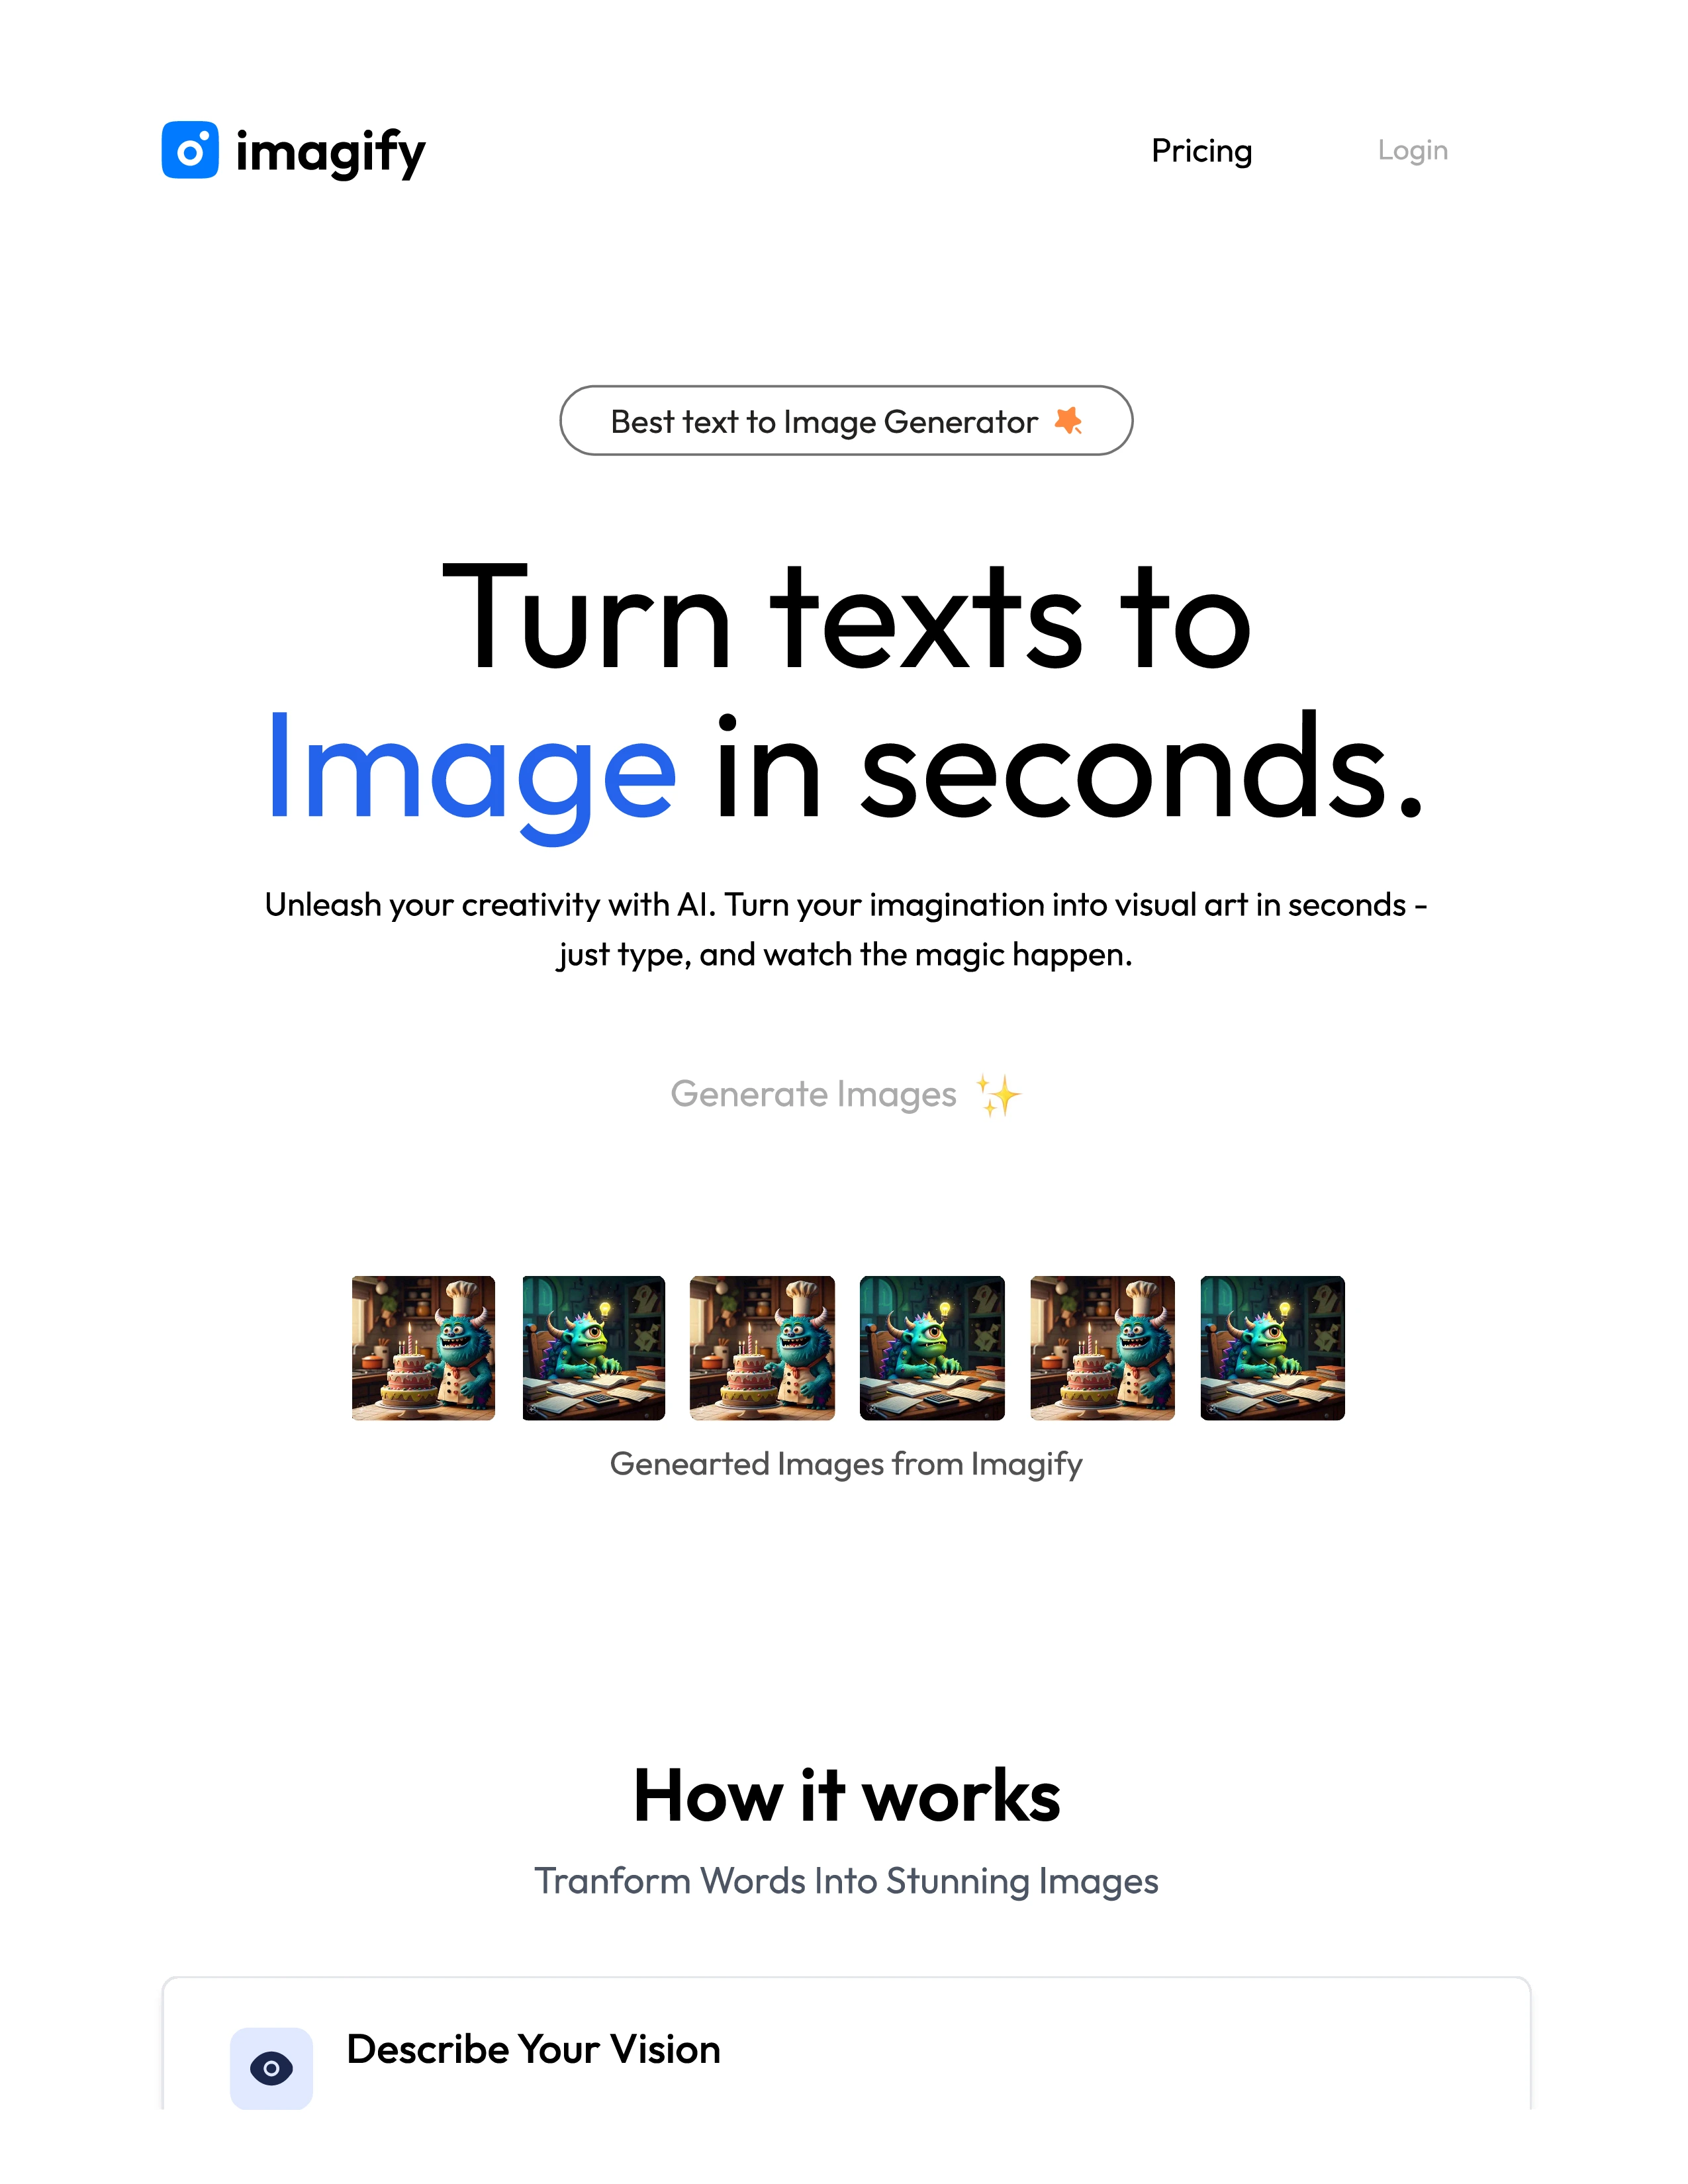 imagify
Pricing
Login
Best text to Image Generator
Turn texts to
Image in seconds.
Unleash your creativity with AI. Turn your imagination into visual art in seconds -
just type, and watch the magic happen.
Generate Images ✨
Genearted Images from Imagify
How it works
Tranform Words Into Stunning Images
Describe Your Vision